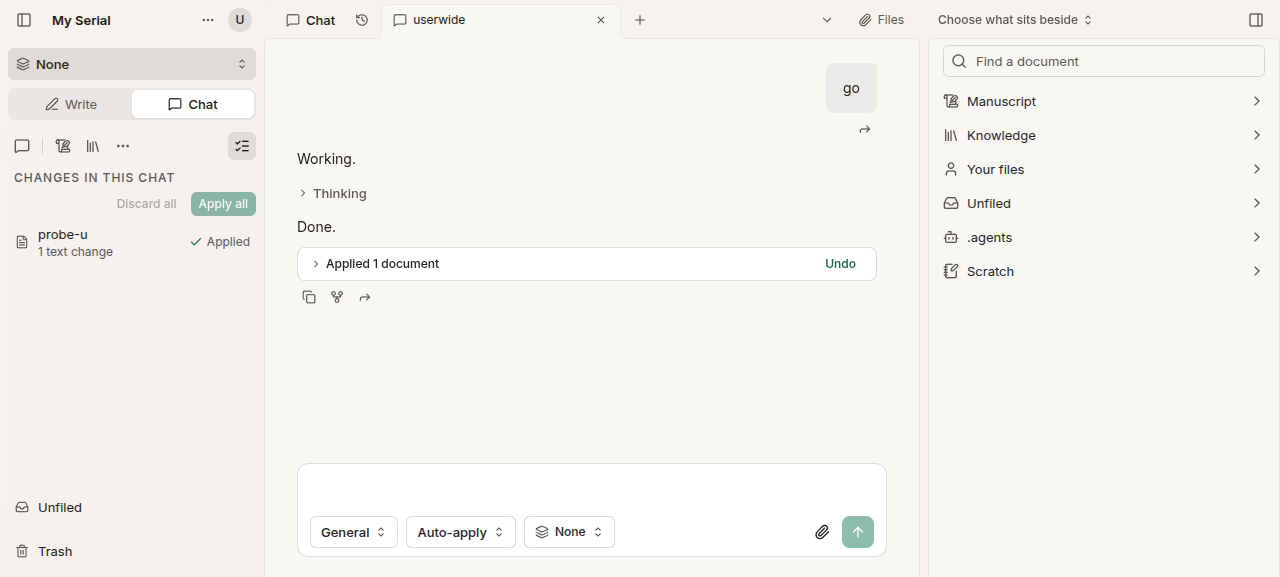 My Serial
U
None
Write
Chat
CHANGES IN THIS CHAT
Discard all
Apply all
probe-u
1 text change
Applied
Unfiled
Trash
Chat
userwide
Files
go
Working.
Thinking
Done.
Applied 1 document
Undo
General
Auto-apply
None
Choose what sits beside
Find a document
Manuscript
Knowledge
Your files
Unfiled
.agents
Scratch